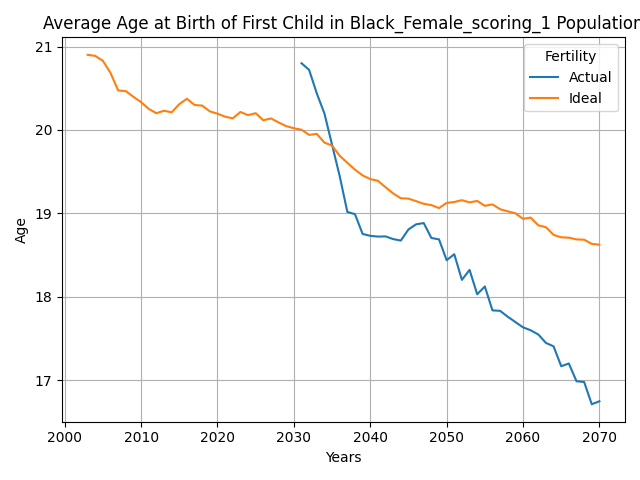 Average Age at Birth of First Child in Black_Female_scoring_1 Population
Fertility
Actual
Ideal
Age
21
20
19
18
17
2000 2010 2020 2030 2040 2050 2060 2070
Years